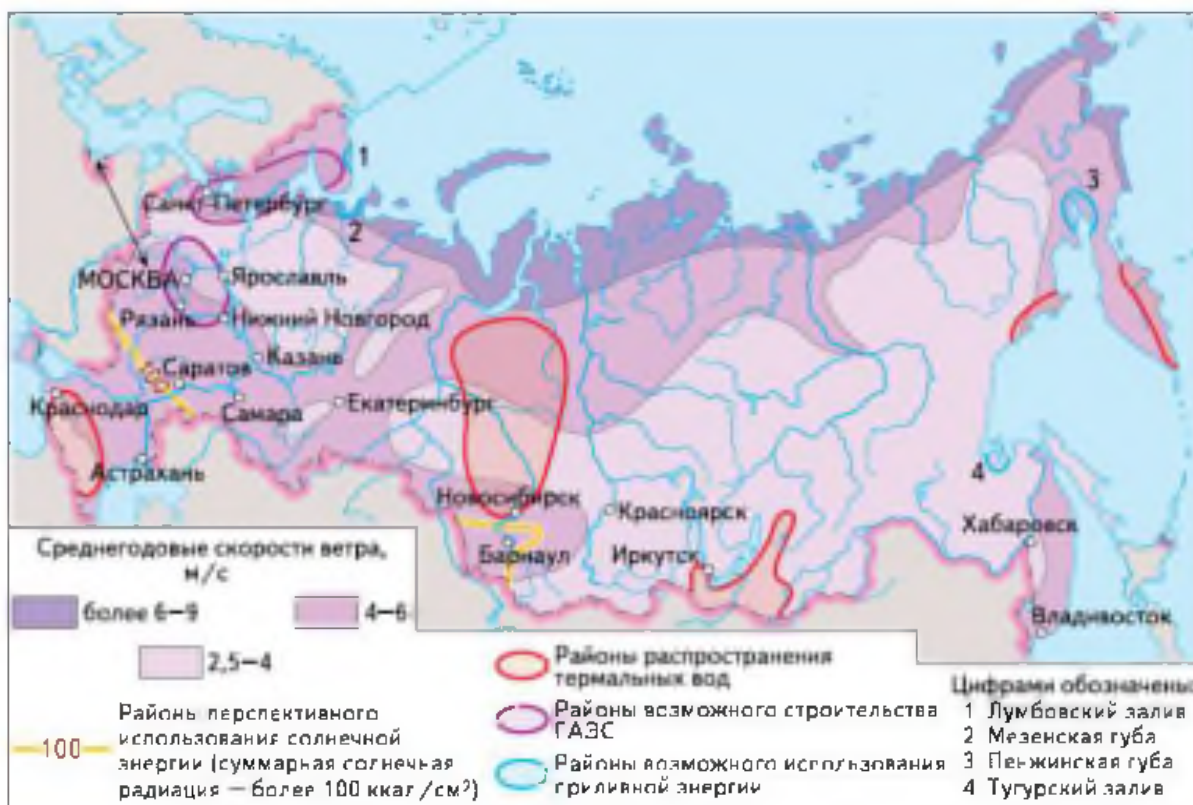 1
Санкт-Петербург
2
3
МОСКВА
Ярославль
Рязань
Нижний Новгород
Казань
Саратов
Краснодар
Самара
Екатеринбург
Астрахань
4
Новосибирск
Красноярск
Хабаровск
Барнаул
Иркутск
Владивосток
Среднегодовые скорости ветра,
м/с
более 6—9
4—6
2,5—4
100
Районы перспективного
использования солнечной
энергии (суммарная солнечная
радиация — более 100 ккал/см²)
Районы распространения
термальных вод
Районы возможного строительства
ГАЭС
Районы возможного использования
приливной энергии
Цифрами обозначены
1 Лумбовский залив
2 Мезенская губа
3 Пенжинская губа
4 Тугурский залив